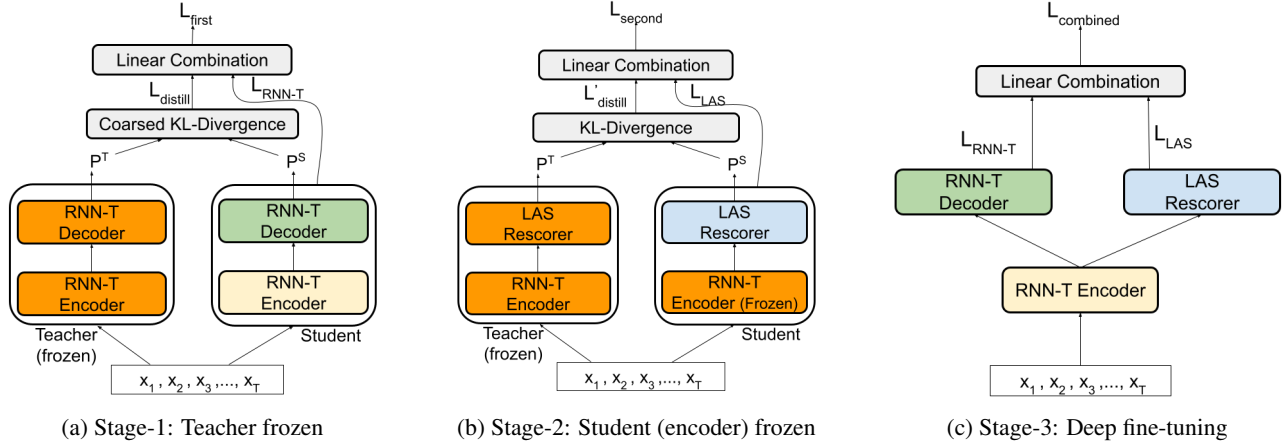 L_first
Linear Combination
L_distill
L_RNN-T
Coarsed KL-Divergence
P^T
P^S
RNN-T
Decoder
RNN-T
Encoder
Teacher
(frozen)
RNN-T
Decoder
RNN-T
Encoder
Student
x_1 , x_2 , x_3 ,..., x_T
(a) Stage-1: Teacher frozen
L_second
Linear Combination
L'_distill
L_LAS
KL-Divergence
P^T
P^S
LAS
Rescorer
RNN-T
Encoder
Teacher
(frozen)
LAS
Rescorer
RNN-T
Encoder (Frozen)
Student
x_1 , x_2 , x_3 ,..., x_T
(b) Stage-2: Student (encoder) frozen
L_combined
Linear Combination
L_RNN-T
L_LAS
RNN-T
Decoder
LAS
Rescorer
RNN-T Encoder
x_1 , x_2 , x_3 ,..., x_T
(c) Stage-3: Deep fine-tuning